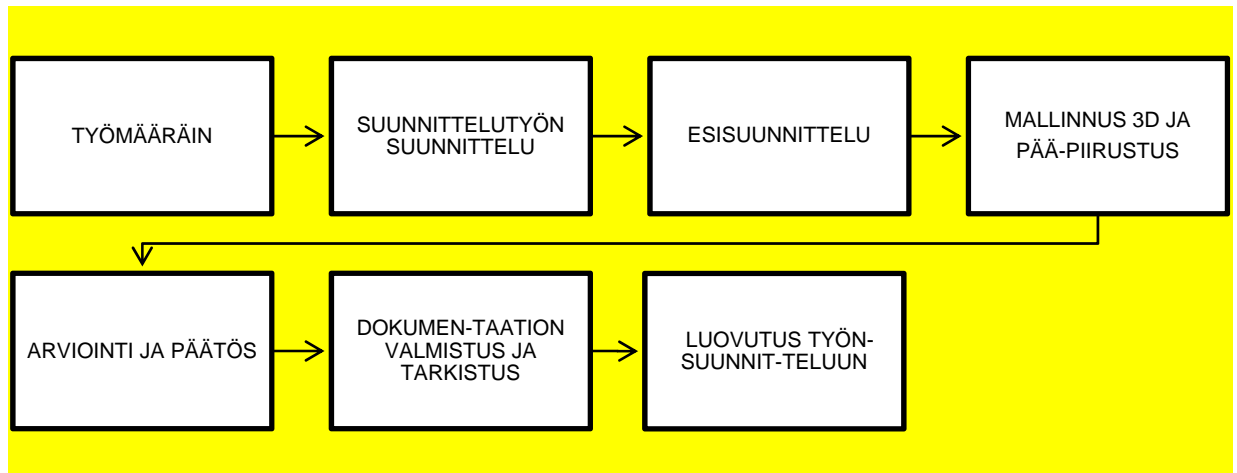 TYÖMÄÄRÄIN
SUUNNITTELUTYÖN
SUUNNITTELU
ESISUUNNITTELU
MALLINNUS 3D JA
PÄÄ-PIIRUSTUS
ARVIOINTI JA PÄÄTÖS
DOKUMEN-TAATION
VALMISTUS JA
TARKISTUS
LUOVUTUS TYÖN-
SUUNNIT-TELUUN